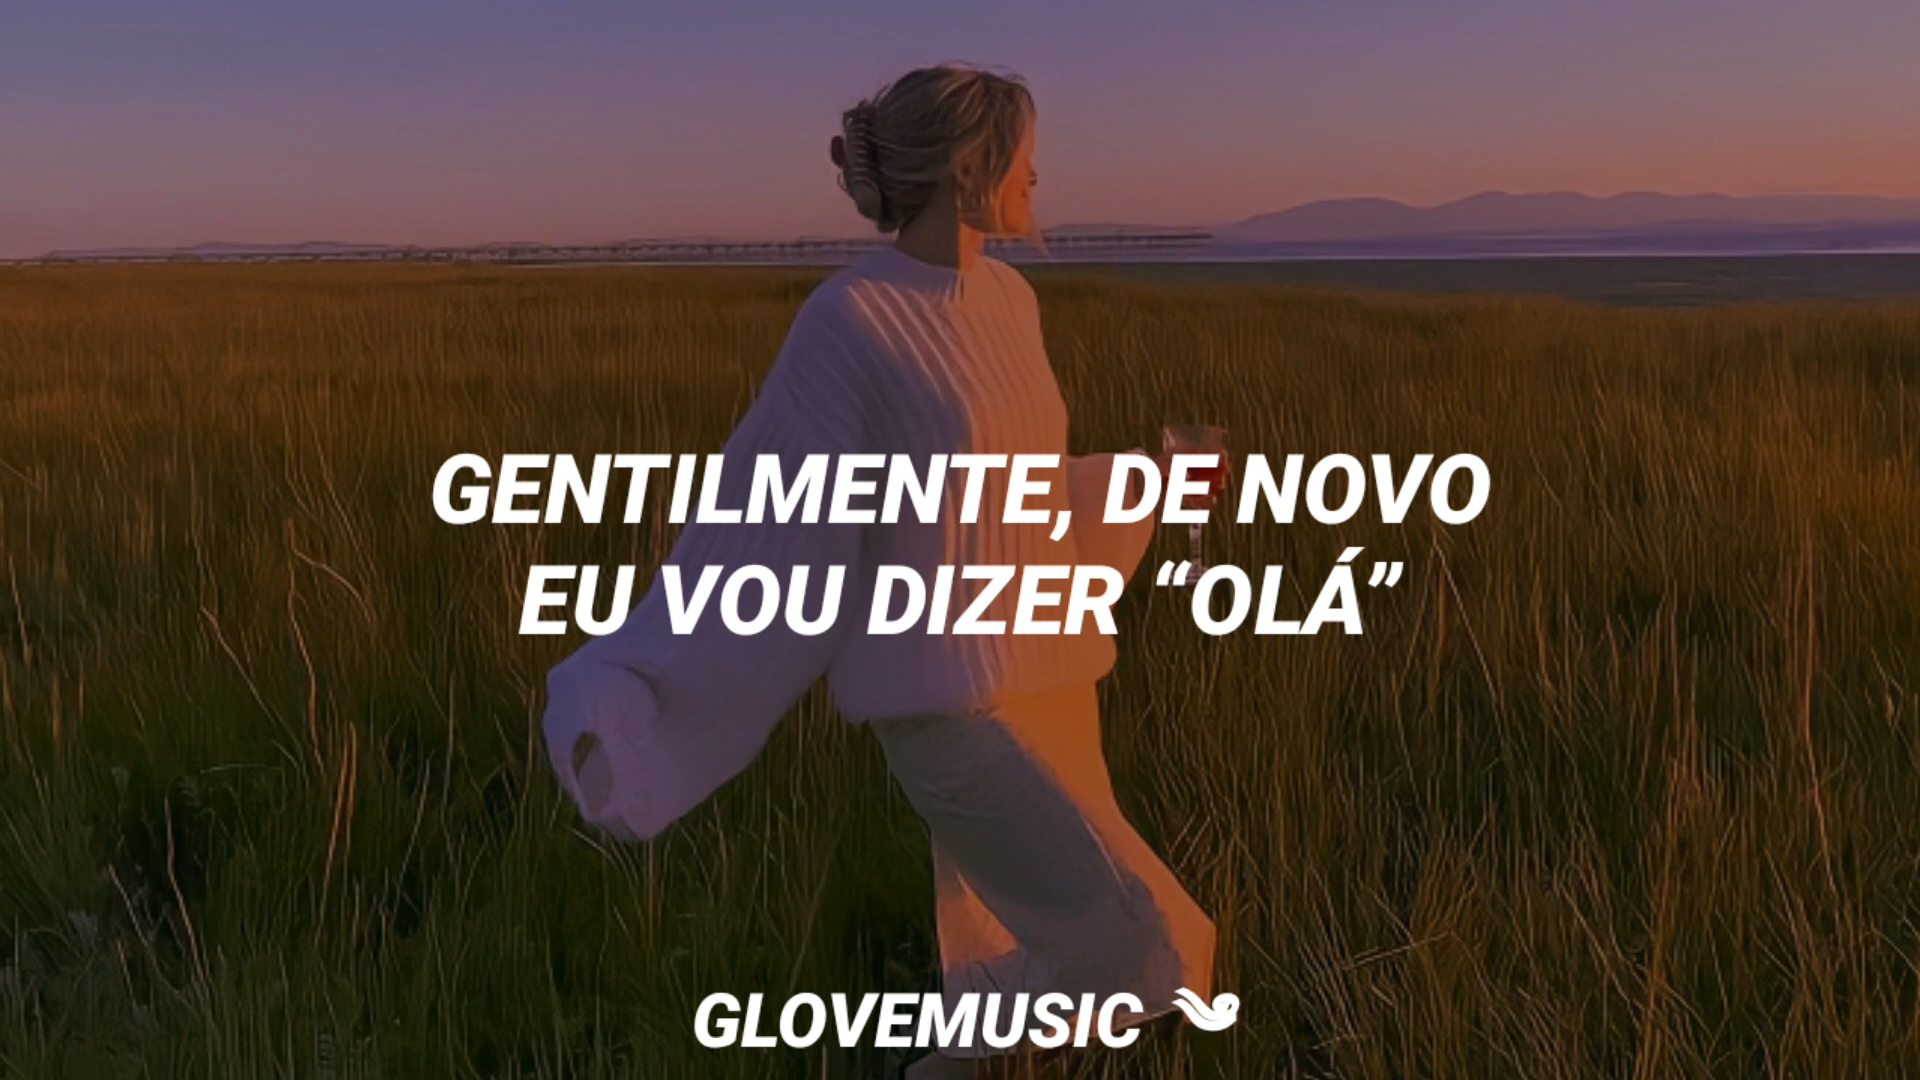 GENTILMENTE, DE NOVO
EU VOU DIZER “OLÁ”
GLOVEMUSIC